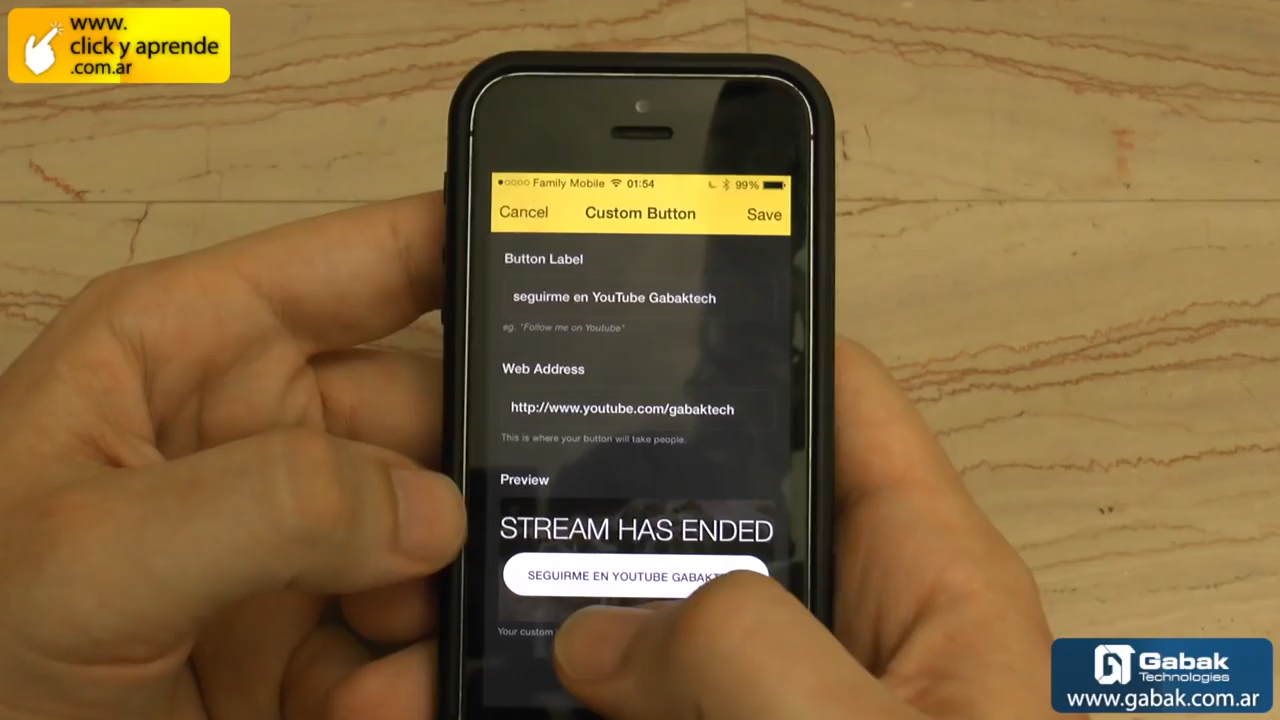 www.
click y aprende
.com.ar
Family Mobile 01:54 99%
Cancel Custom Button Save
Button Label
seguirme en YouTube Gabaktech
eg. "Follow me on Youtube"
Web Address
http://www.youtube.com/gabaktech
This is where your button will take people.
Preview
STREAM HAS ENDED
SEGUIRME EN YOUTUBE GABAKT
Your custom
Gabak
Technologies
www.gabak.com.ar